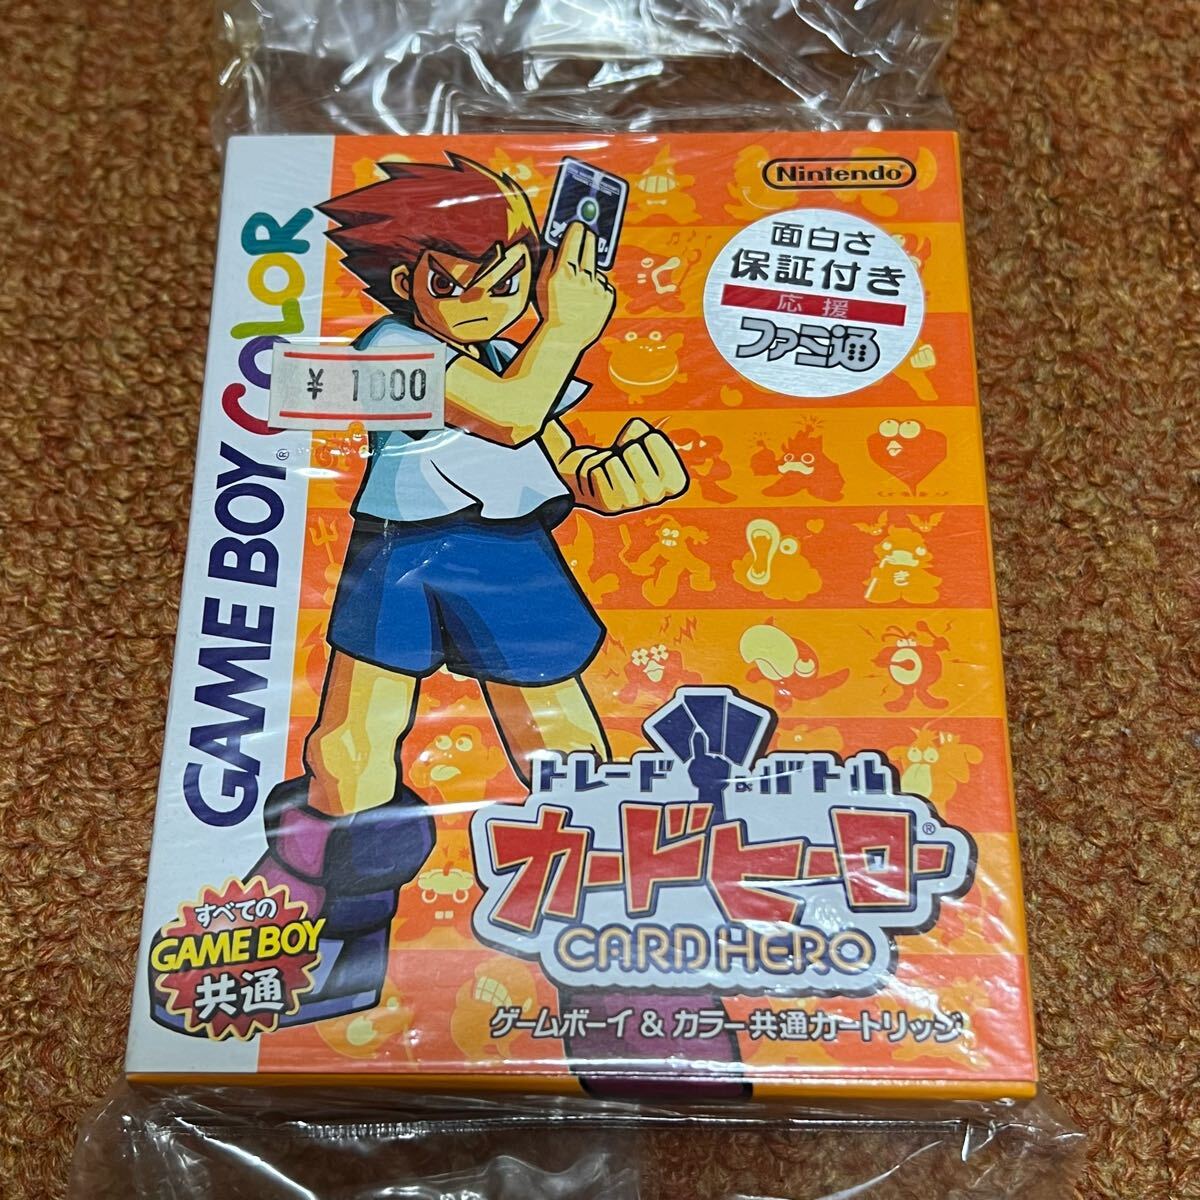 Nintendo®
面白さ
保証付き
応援
ファミ通
¥ 1000
GAME BOY COLOR®
き
トレード&バトル
カードヒーロー®
CARD HERO
ゲームボーイ & カラー共通カートリッジ
すべての
GAME BOY
共通